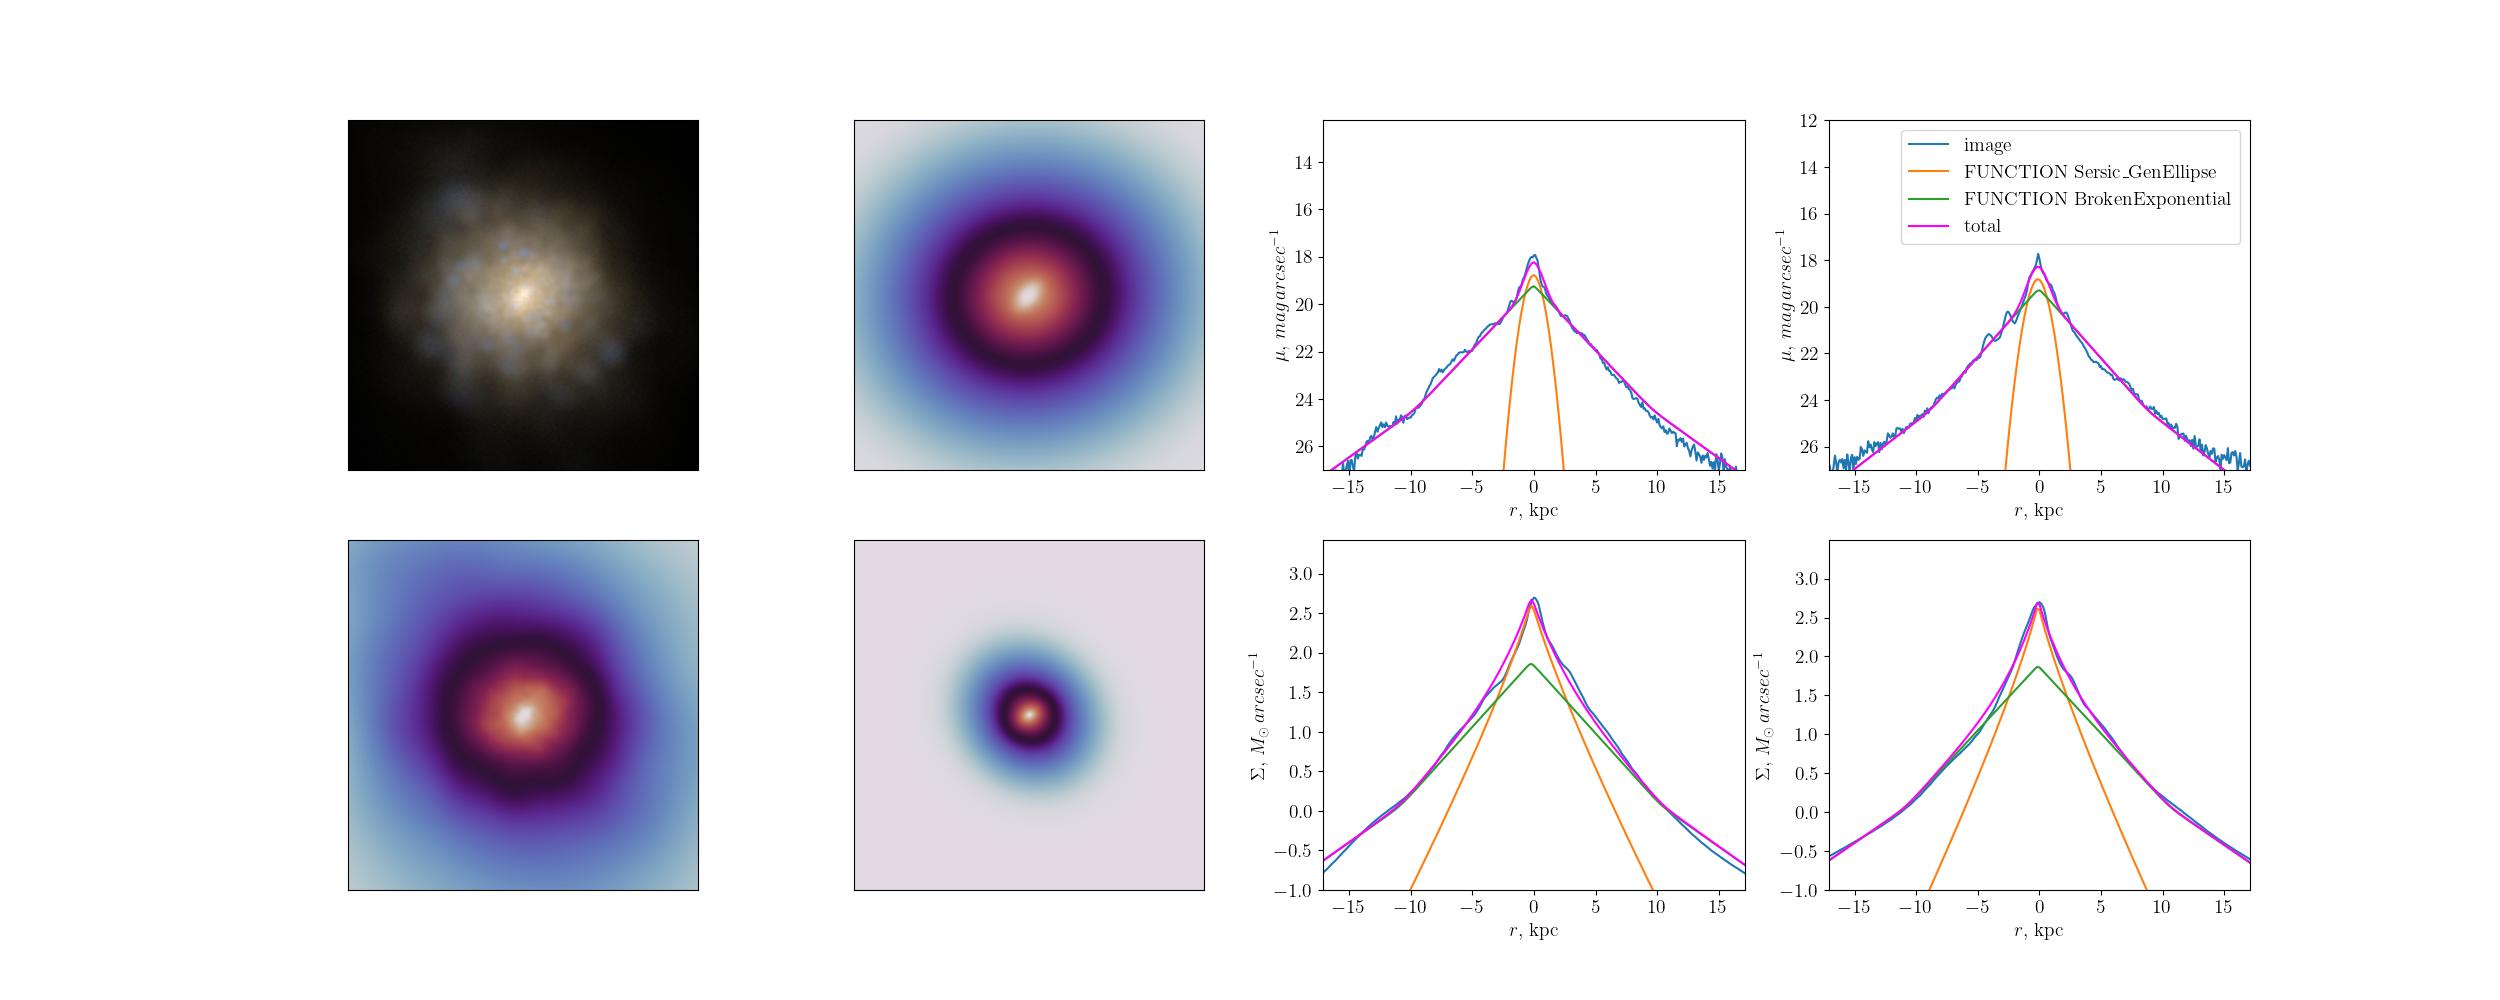 14
16
18
20
22
24
26
μ, mag arcsec⁻¹
−15 −10 −5 0 5 10 15
r, kpc
12
14
16
18
20
22
24
26
μ, mag arcsec⁻¹
image
FUNCTION Sersic_GenEllipse
FUNCTION BrokenExponential
total
−15 −10 −5 0 5 10 15
r, kpc
3.0
2.5
2.0
1.5
1.0
0.5
0.0
−0.5
−1.0
Σ, M⊙ arcsec⁻¹
−15 −10 −5 0 5 10 15
r, kpc
3.0
2.5
2.0
1.5
1.0
0.5
0.0
−0.5
−1.0
Σ, M⊙ arcsec⁻¹
−15 −10 −5 0 5 10 15
r, kpc